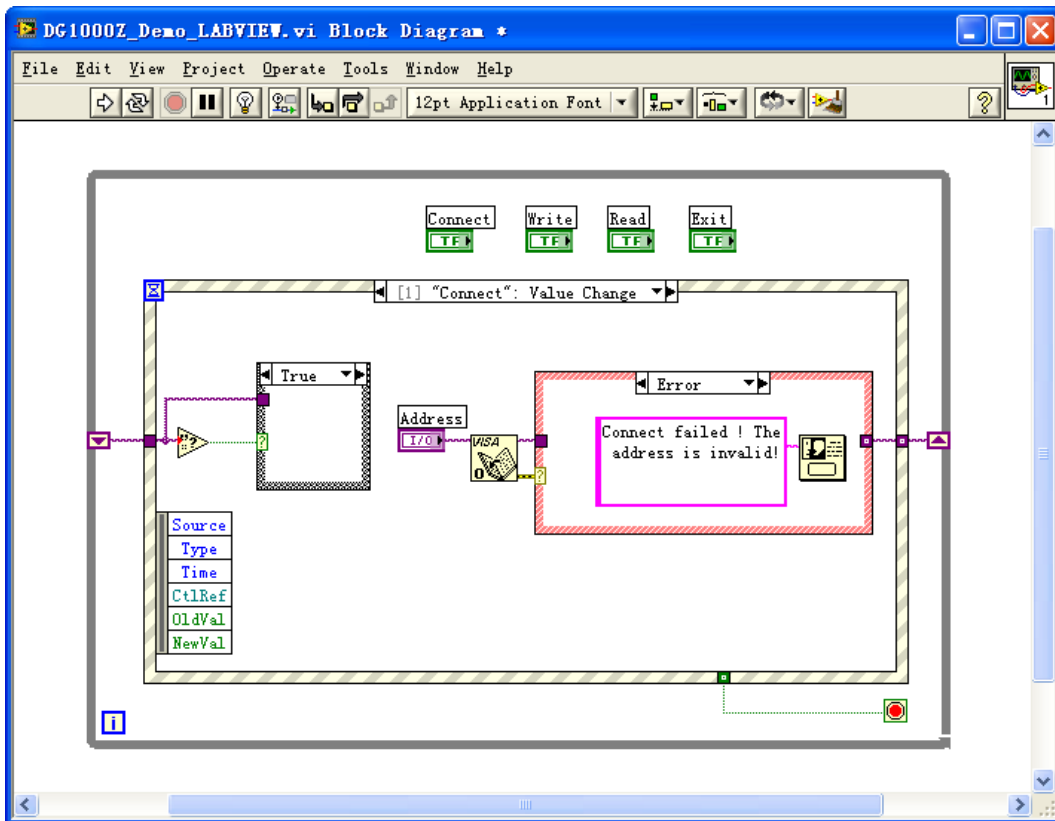 DG1000Z_Demo_LABVIEW.vi Block Diagram *
File Edit View Project Operate Tools Window Help
12pt Application Font
1
Connect Write Read Exit
TF TF TF TF
[1] "Connect": Value Change
True
Error
Address
I/O
VISA
Connect failed ! The
address is invalid!
"?
?
?
Source
Type
Time
CtlRef
OldVal
NewVal
i